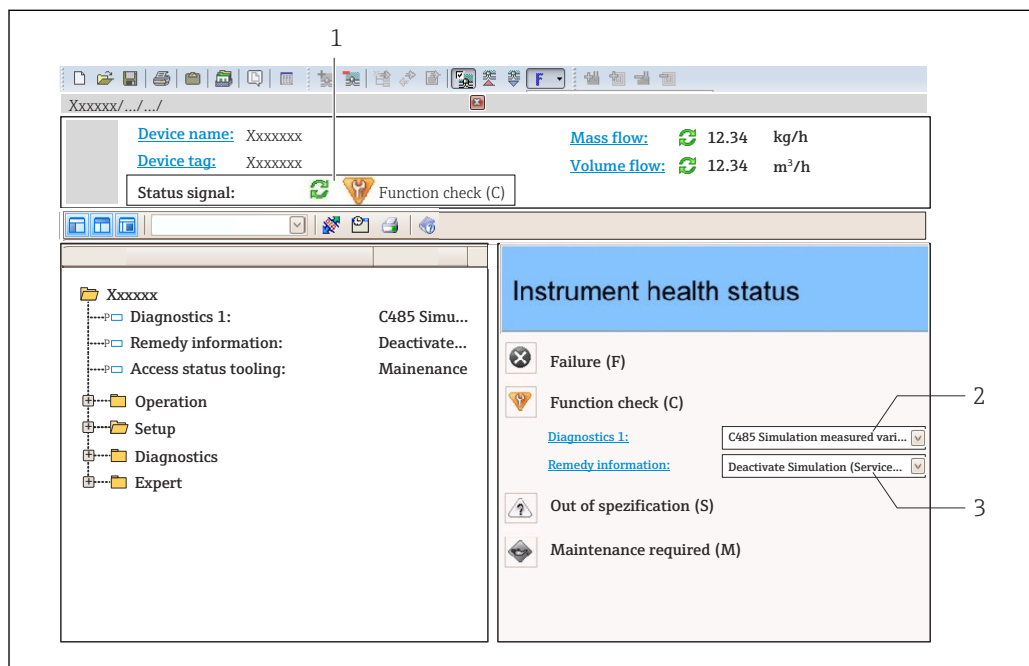 1
F
Xxxxxx/.../.../
Device name: Xxxxxxx
Mass flow: 12.34 kg/h
Device tag: Xxxxxxx
Volume flow: 12.34 m³/h
Status signal: Function check (C)
Xxxxxx
Diagnostics 1: C485 Simu...
Remedy information: Deactivate...
Access status tooling: Mainenance
Operation
Setup
Diagnostics
Expert
Instrument health status
Failure (F)
Function check (C)
2
Diagnostics 1: C485 Simulation measured vari...
Remedy information: Deactivate Simulation (Service...
Out of spezification (S)
3
Maintenance required (M)